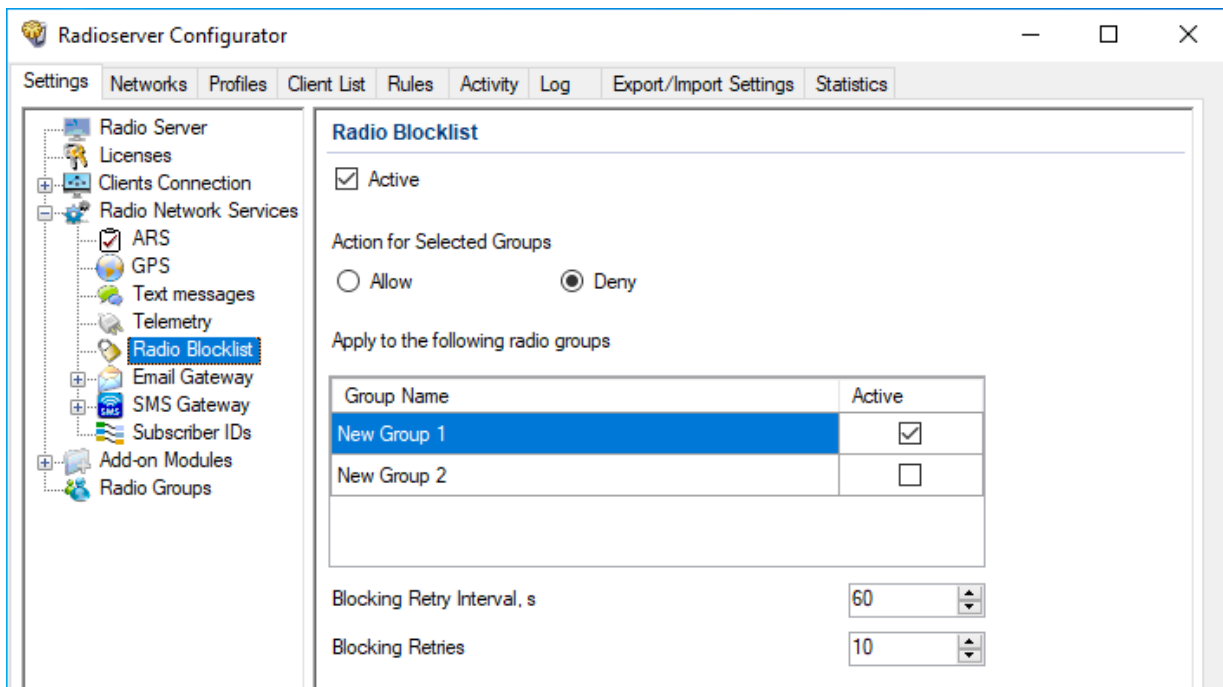 Radioserver Configurator
Settings Networks Profiles Client List Rules Activity Log Export/Import Settings Statistics
Radio Server
Licenses
Clients Connection
Radio Network Services
ARS
GPS
Text messages
Telemetry
Radio Blocklist
Email Gateway
SMS
SMS Gateway
Subscriber IDs
Add-on Modules
Radio Groups
Radio Blocklist
Active
Action for Selected Groups
Allow Deny
Apply to the following radio groups
Group Name Active
New Group 1
New Group 2
Blocking Retry Interval, s 60
Blocking Retries 10